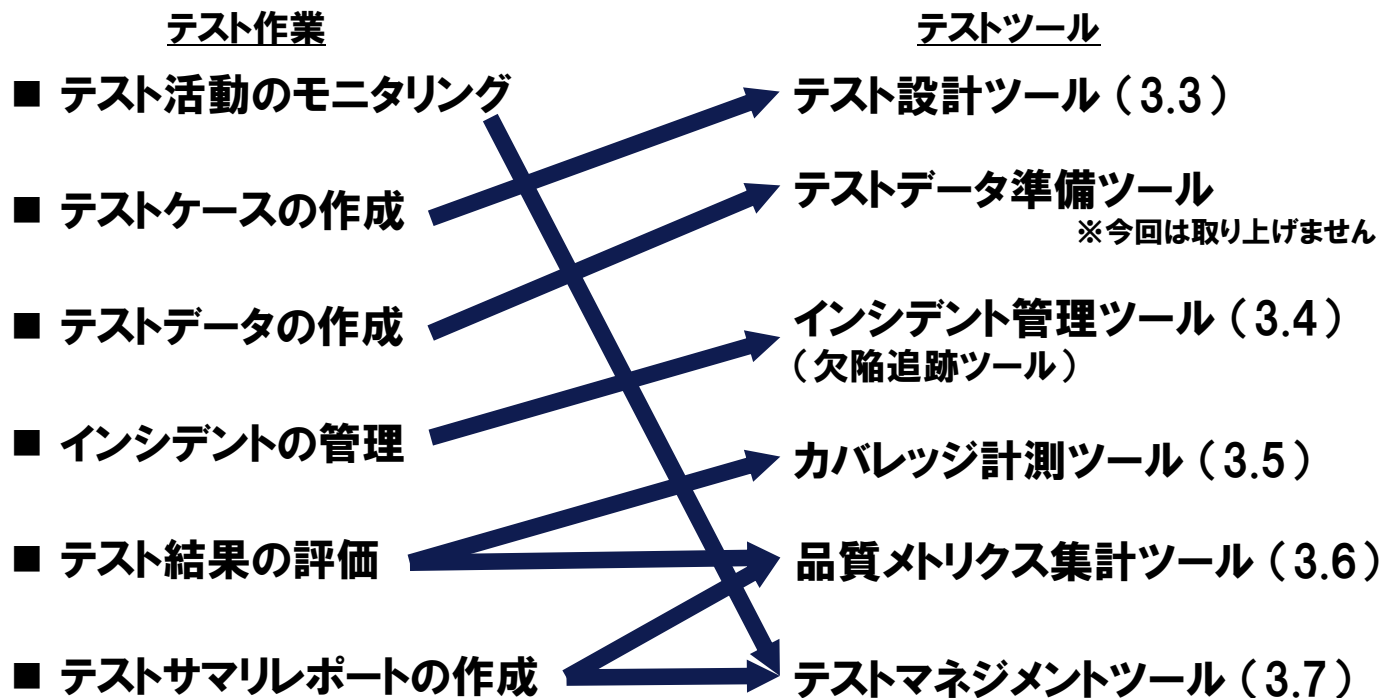 テスト作業
■ テスト活動のモニタリング
■ テストケースの作成
■ テストデータの作成
■ インシデントの管理
■ テスト結果の評価
■ テストサマリレポートの作成
テストツール
テスト設計ツール（3.3）
テストデータ準備ツール
※今回は取り上げません
インシデント管理ツール（3.4）
（欠陥追跡ツール）
カバレッジ計測ツール（3.5）
品質メトリクス集計ツール（3.6）
テストマネジメントツール（3.7）